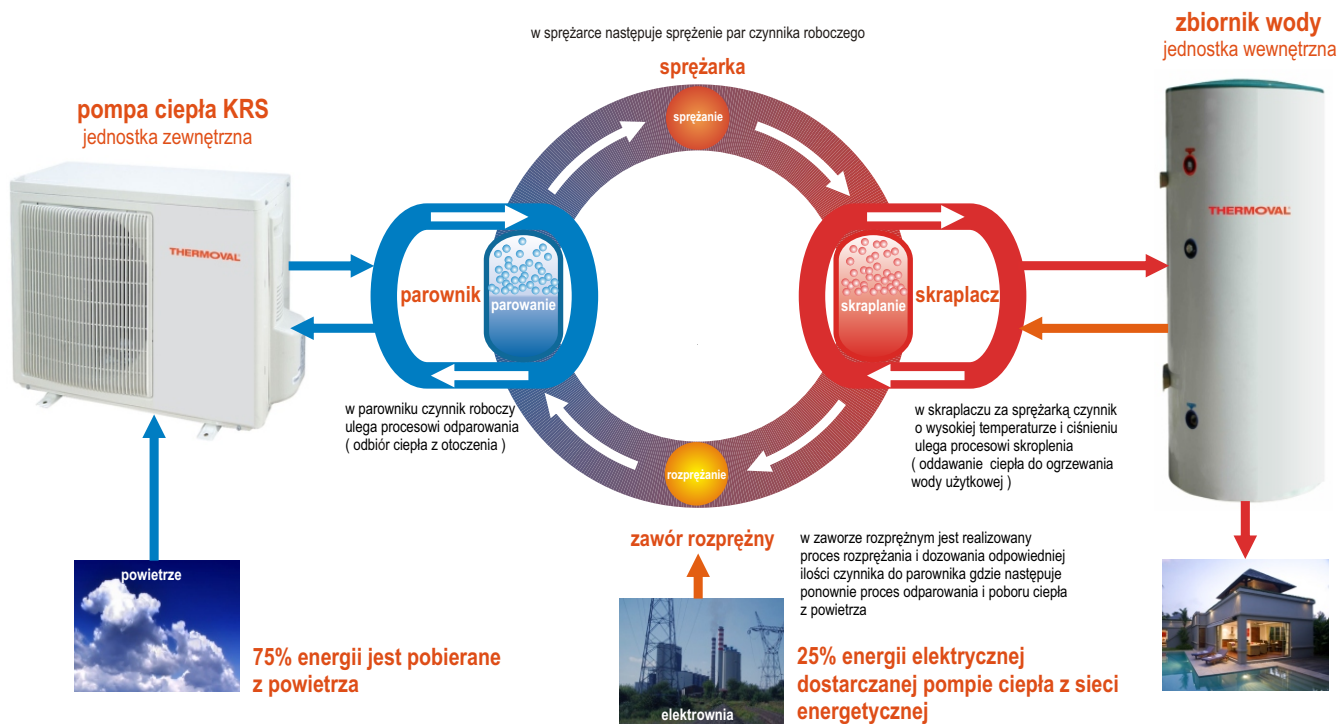 w sprężarce następuje sprężenie par czynnika roboczego
sprężarka
sprężanie
pompa ciepła KRS
jednostka zewnętrzna
THERMOVAL
zbiornik wody
jednostka wewnętrzna
THERMOVAL
parownik
parowanie
skraplanie
skraplacz
w parowniku czynnik roboczy
ulega procesowi odparowania
( odbiór ciepła z otoczenia )
w skraplaczu za sprężarką czynnik
o wysokiej temperaturze i ciśnieniu
ulega procesowi skroplenia
( oddawanie ciepła do ogrzewania
wody użytkowej )
rozprężanie
zawór rozprężny
w zaworze rozprężnym jest realizowany
proces rozprężania i dozowania odpowiedniej
ilości czynnika do parownika gdzie następuje
ponownie proces odparowania i poboru ciepła
z powietrza
powietrze
75% energii jest pobierane
z powietrza
elektrownia
25% energii elektrycznej
dostarczanej pompie ciepła z sieci
energetycznej